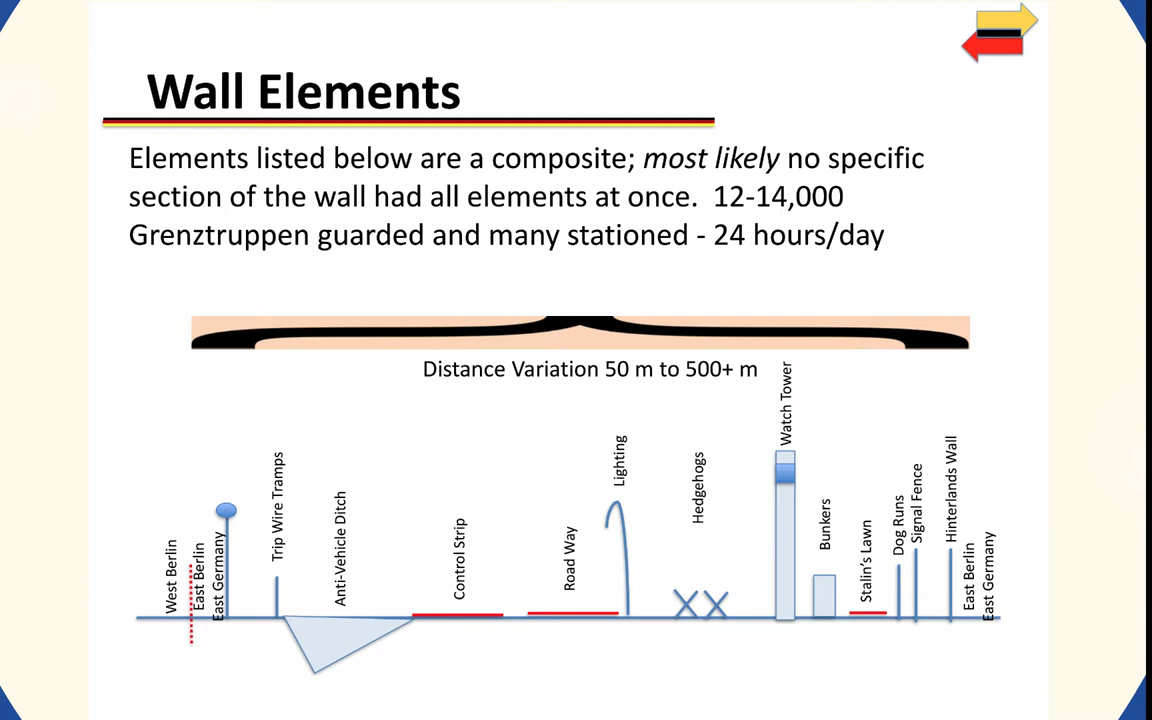 Wall Elements
Elements listed below are a composite; most likely no specific
section of the wall had all elements at once.  12-14,000
Grenztruppen guarded and many stationed - 24 hours/day
Distance Variation 50 m to 500+ m
West Berlin
East Berlin
East Germany
Trip Wire Tramps
Anti-Vehicle Ditch
Control Strip
Road Way
Lighting
Hedgehogs
Watch Tower
Bunkers
Stalin's Lawn
Dog Runs
Signal Fence
Hinterlands Wall
East Berlin
East Germany